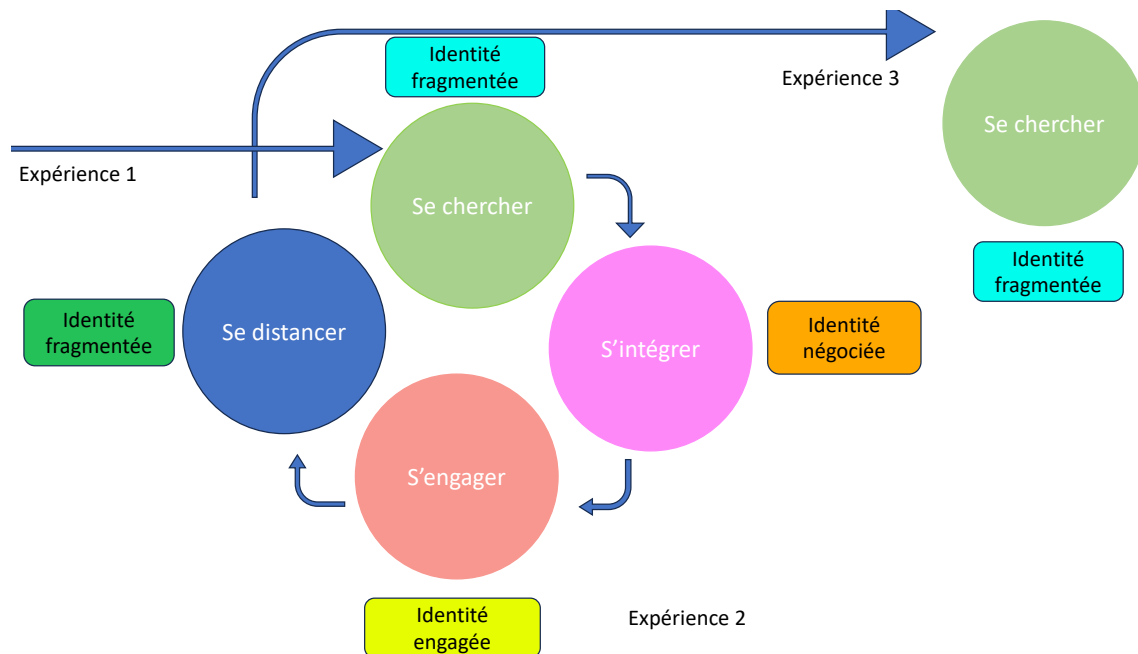 Identité
fragmentée
Expérience 3
Se chercher
Expérience 1
Se chercher
Identité
fragmentée
Identité
fragmentée
Se distancer
S’intégrer
Identité
négociée
S’engager
Identité
engagée
Expérience 2